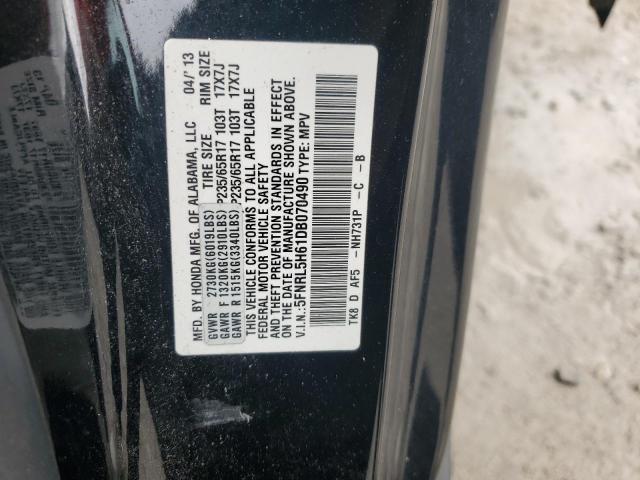 MFD. BY HONDA MFG. OF ALABAMA, LLC 04/'13
TIRE SIZE RIM SIZE
GVWR 2730KG(6019LBS)
GAWR F 1320KG(2910LBS) P235/65R17 103T 17X7J
GAWR R 1515KG(3340LBS) P235/65R17 103T 17X7J
THIS VEHICLE CONFORMS TO ALL APPLICABLE
FEDERAL MOTOR VEHICLE SAFETY
AND THEFT PREVENTION STANDARDS IN EFFECT
ON THE DATE OF MANUFACTURE SHOWN ABOVE.
V.I.N.:5FNRL5H61DB070490 TYPE: MPV
TK8 D AF5 -NH731P -C -B